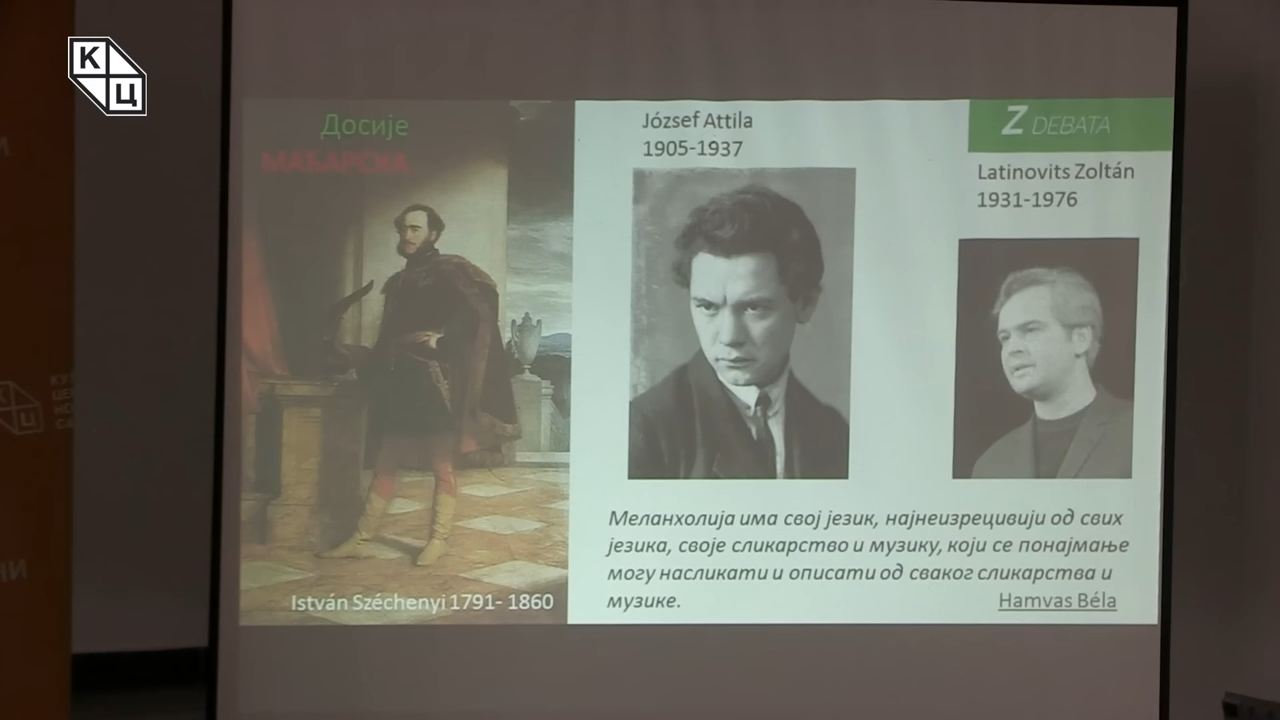 К
Ц
Досије
МАЂАРСКА
József Attila
1905-1937
Z DEBATA
Latinovits Zoltán
1931-1976
István Széchenyi 1791- 1860
Меланхолија има свој језик, најнеизрецивији од свих
језика, своје сликарство и музику, који се понајмање
могу насликати и описати од сваког сликарства и
музике.
Hamvas Béla